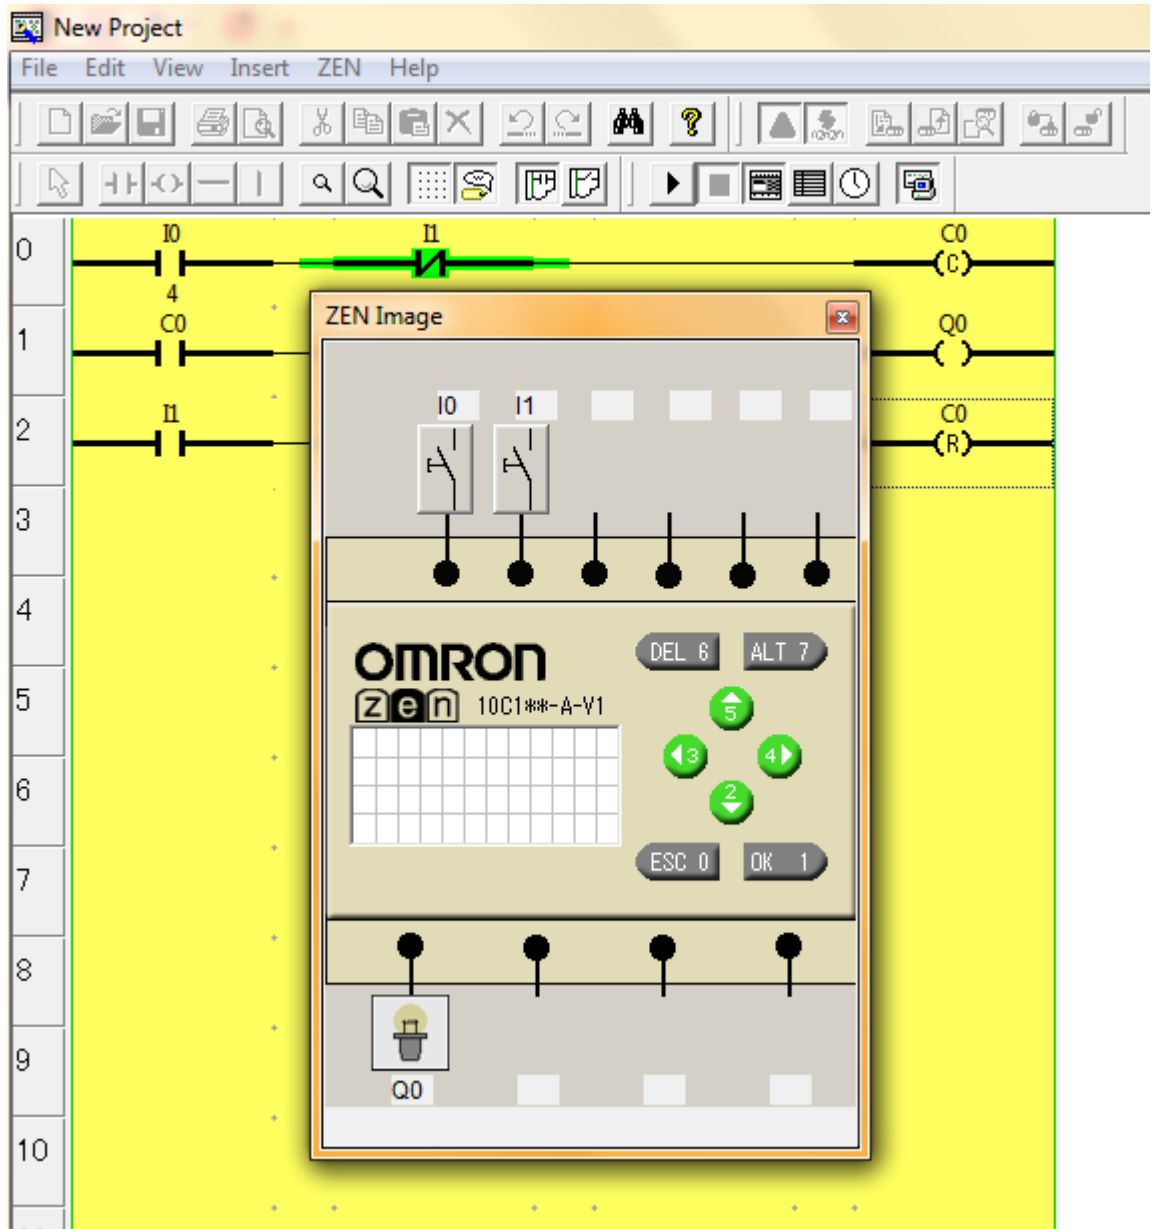 New Project
File Edit View Insert ZEN Help
0 I0 I1 C0
C
4
1 C0 Q0
2 I1 C0
R
3
4
5
6
7
8
9
10
ZEN Image
I0 I1
OMRON
zen 10C1**-A-V1
DEL 6 ALT 7
5
3 4
2
ESC 0 OK 1
Q0